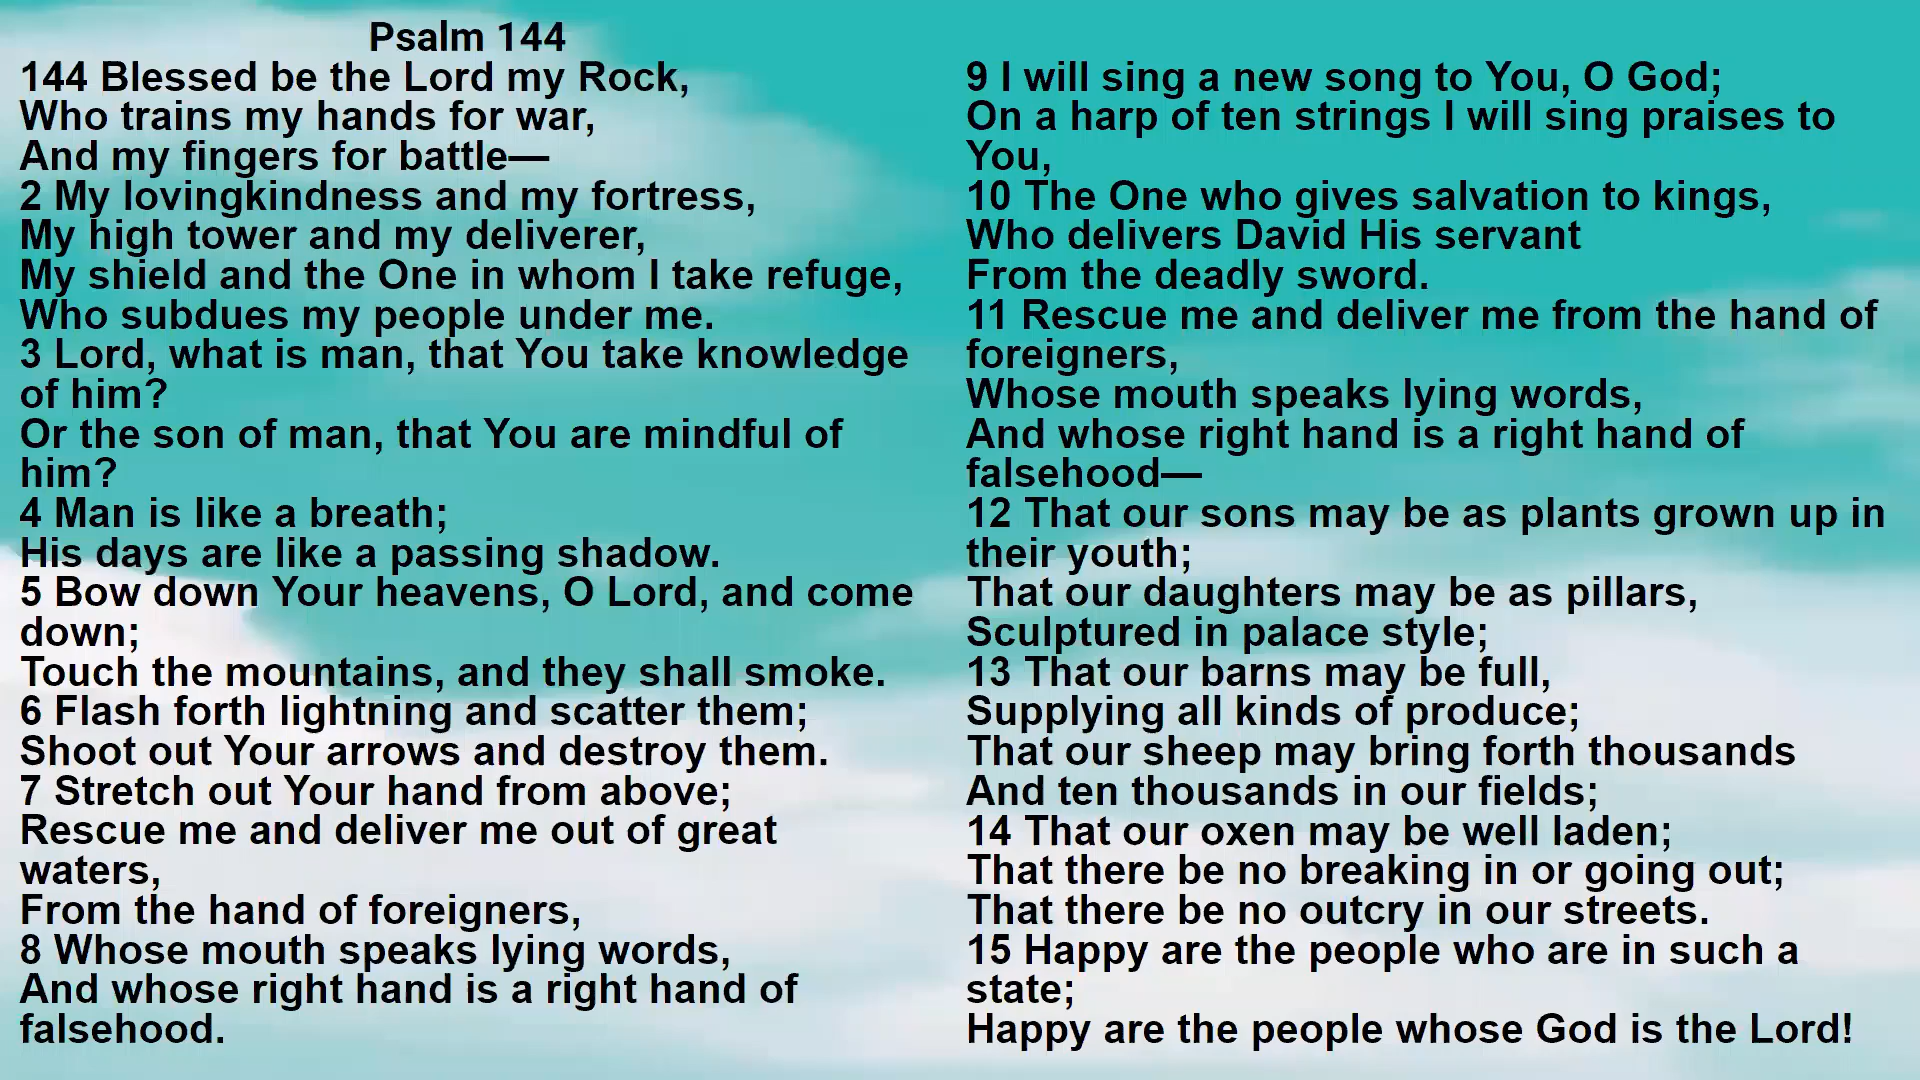 Psalm 144
144 Blessed be the Lord my Rock,
Who trains my hands for war,
And my fingers for battle—
2 My lovingkindness and my fortress,
My high tower and my deliverer,
My shield and the One in whom I take refuge,
Who subdues my people under me.
3 Lord, what is man, that You take knowledge
of him?
Or the son of man, that You are mindful of
him?
4 Man is like a breath;
His days are like a passing shadow.
5 Bow down Your heavens, O Lord, and come
down;
Touch the mountains, and they shall smoke.
6 Flash forth lightning and scatter them;
Shoot out Your arrows and destroy them.
7 Stretch out Your hand from above;
Rescue me and deliver me out of great
waters,
From the hand of foreigners,
8 Whose mouth speaks lying words,
And whose right hand is a right hand of
falsehood.
9 I will sing a new song to You, O God;
On a harp of ten strings I will sing praises to
You,
10 The One who gives salvation to kings,
Who delivers David His servant
From the deadly sword.
11 Rescue me and deliver me from the hand of
foreigners,
Whose mouth speaks lying words,
And whose right hand is a right hand of
falsehood—
12 That our sons may be as plants grown up in
their youth;
That our daughters may be as pillars,
Sculptured in palace style;
13 That our barns may be full,
Supplying all kinds of produce;
That our sheep may bring forth thousands
And ten thousands in our fields;
14 That our oxen may be well laden;
That there be no breaking in or going out;
That there be no outcry in our streets.
15 Happy are the people who are in such a
state;
Happy are the people whose God is the Lord!